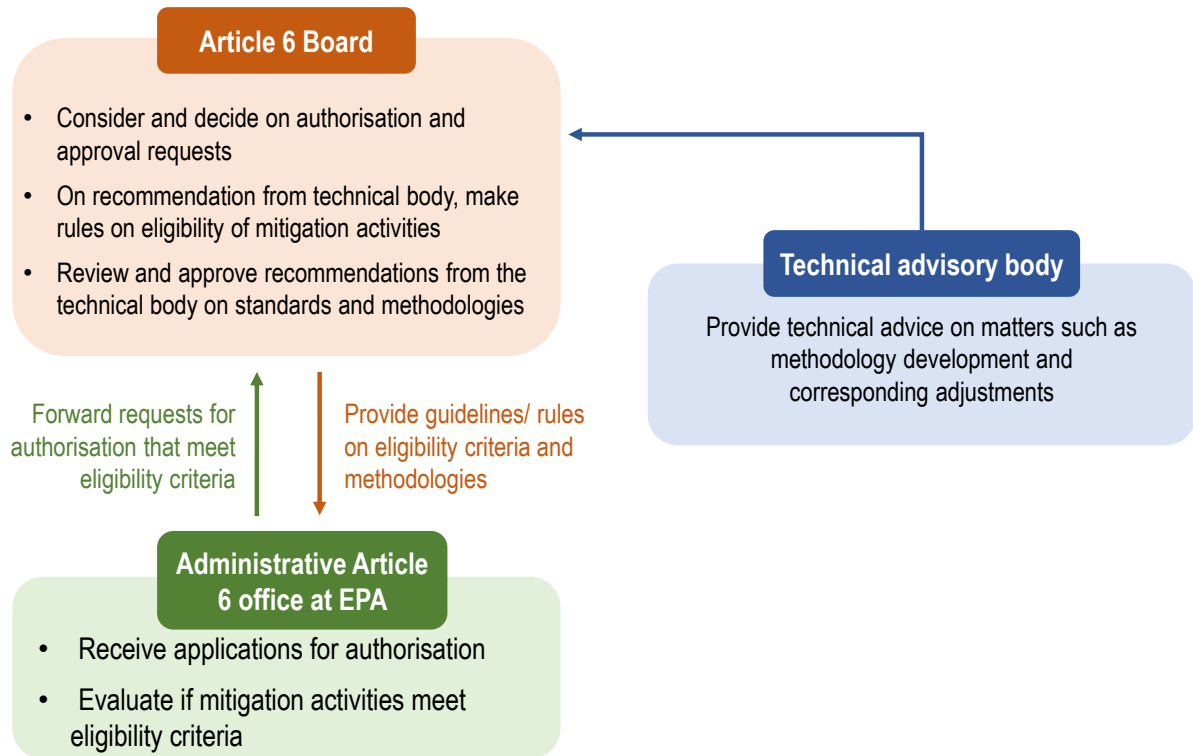 Article 6 Board
• Consider and decide on authorisation and
approval requests
• On recommendation from technical body, make
rules on eligibility of mitigation activities
• Review and approve recommendations from the
technical body on standards and methodologies
Technical advisory body
Provide technical advice on matters such as
methodology development and
corresponding adjustments
Forward requests for
authorisation that meet
eligibility criteria
Provide guidelines/ rules
on eligibility criteria and
methodologies
Administrative Article
6 office at EPA
• Receive applications for authorisation
• Evaluate if mitigation activities meet
eligibility criteria